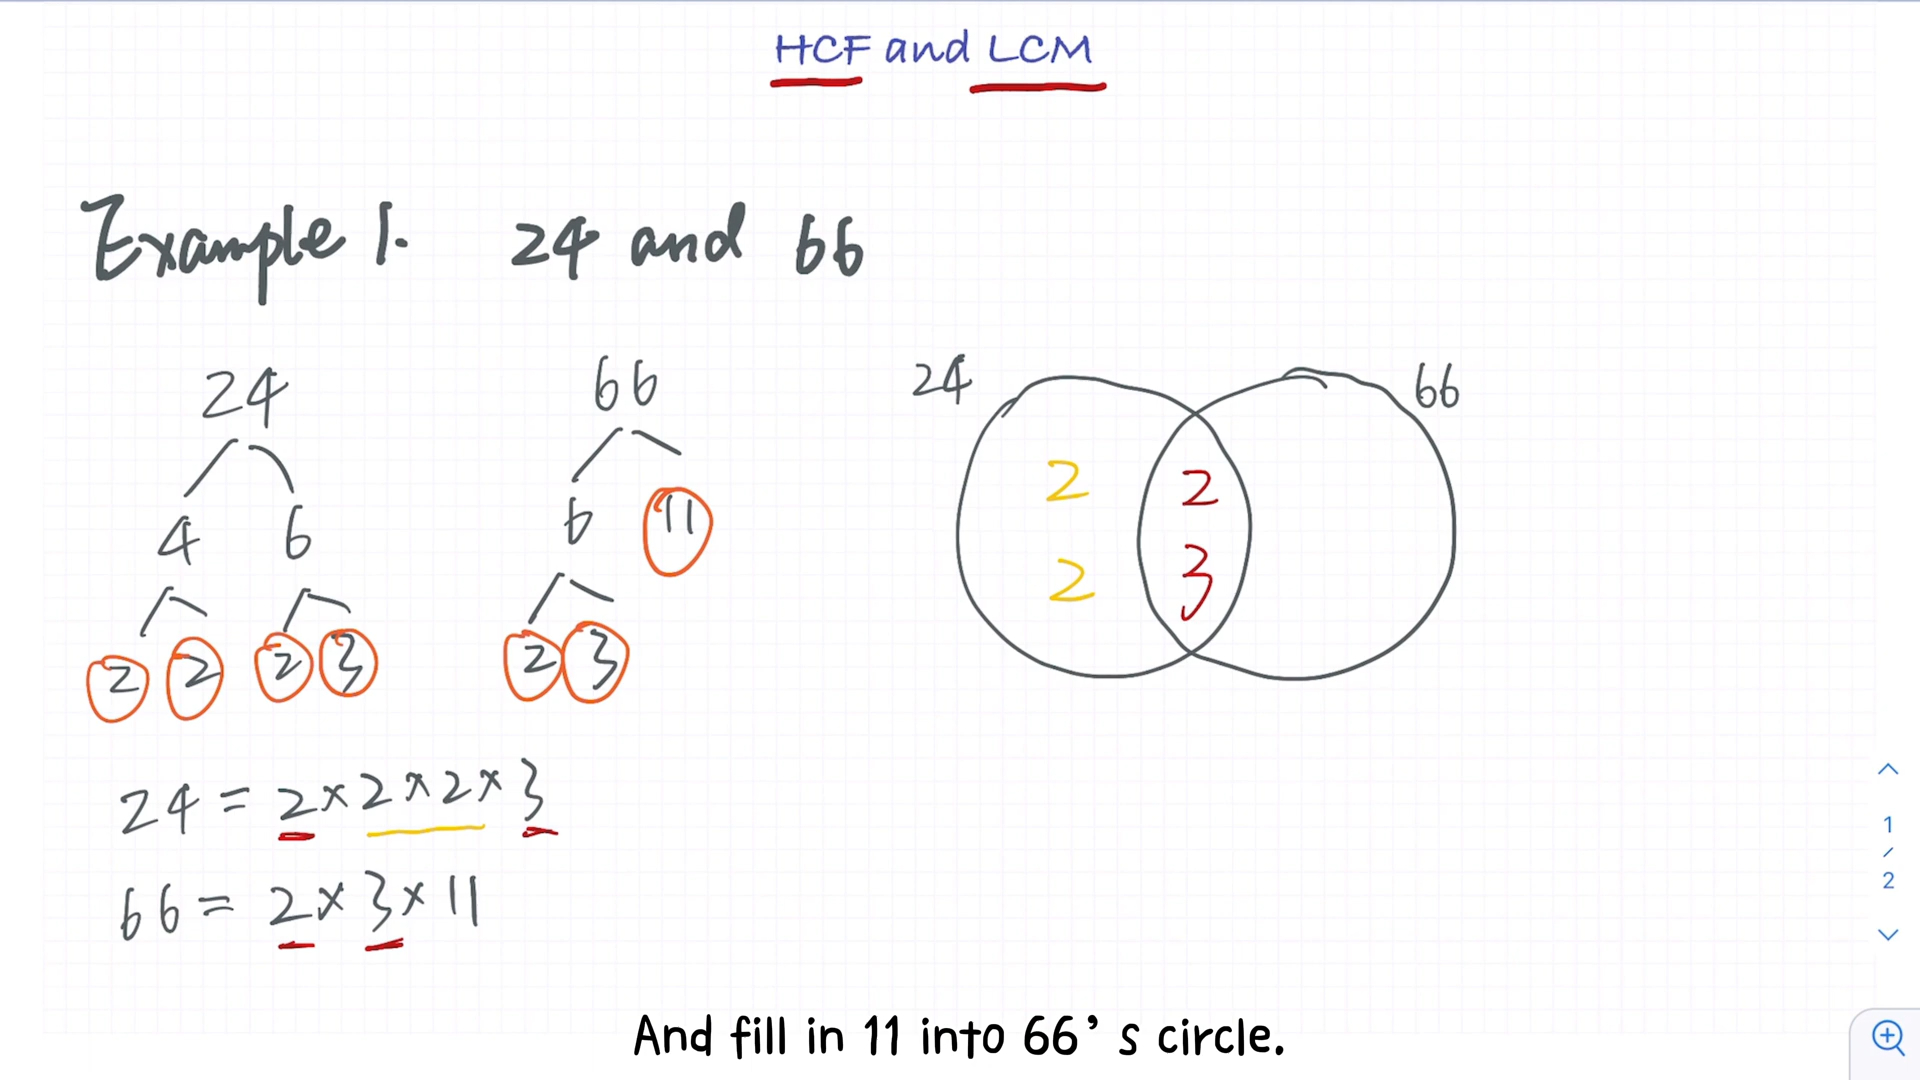 HCF and LCM
Example 1. 24 and 66
24
4 6
2 2 2 3
66
6 11
2 3
24 = 2 × 2 × 2 × 3
66 = 2 × 3 × 11
24 66
2 2
2 3
1
/
2
And fill in 11 into 66’s circle.